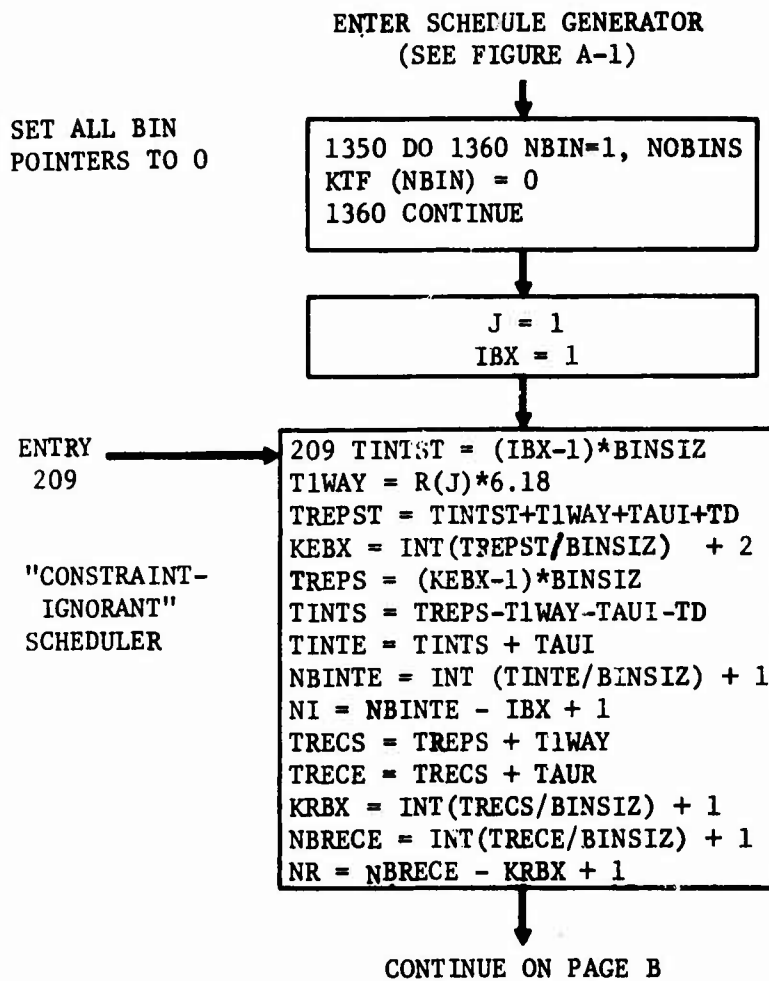 ENTER SCHEDULE GENERATOR
(SEE FIGURE A-1)
SET ALL BIN
POINTERS TO 0
1350 DO 1360 NBIN=1, NOBINS
KTF (NBIN) = 0
1360 CONTINUE
J = 1
IBX = 1
ENTRY
209
"CONSTRAINT-
IGNORANT"
SCHEDULER
209 TINTST = (IBX-1)*BINSIZ
T1WAY = R(J)*6.18
TREPST = TINTST+T1WAY+TAUI+TD
KEBX = INT(TREPST/BINSIZ) + 2
TREPS = (KEBX-1)*BINSIZ
TINTS = TREPS-T1WAY-TAUI-TD
TINTE = TINTS + TAUI
NBINTE = INT (TINTE/BINSIZ) + 1
NI = NBINTE - IBX + 1
TRECS = TREPS + T1WAY
TRECE = TRECS + TAUR
KRBX = INT(TRECS/BINSIZ) + 1
NBRECE = INT(TRECE/BINSIZ) + 1
NR = NBRECE - KRBX + 1
CONTINUE ON PAGE B